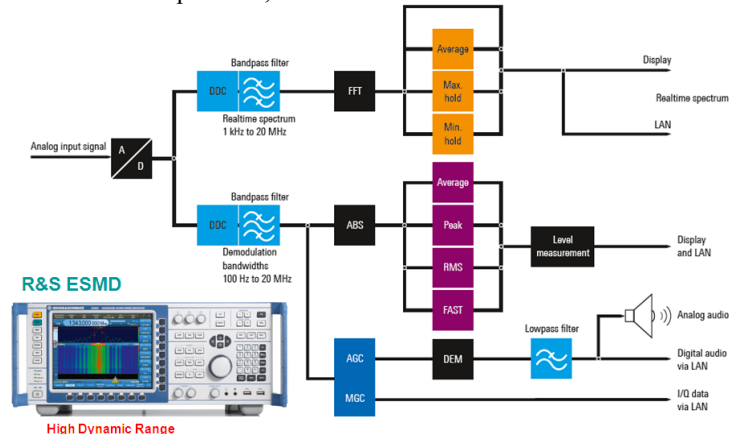 Average
Display
Bandpass filter
DDC
FFT
Max.
hold
Realtime spectrum
Realtime spectrum
1 kHz to 20 MHz
Min.
hold
LAN
Analog input signal
A
D
Average
Bandpass filter
DDC
ABS
Peak
Level
measurement
Display
and LAN
Demodulation
bandwidths
100 Hz to 20 MHz
RMS
R&S ESMD
FAST
Analog audio
Lowpass filter
AGC
DEM
Digital audio
via LAN
MGC
I/Q data
via LAN
High Dynamic Range